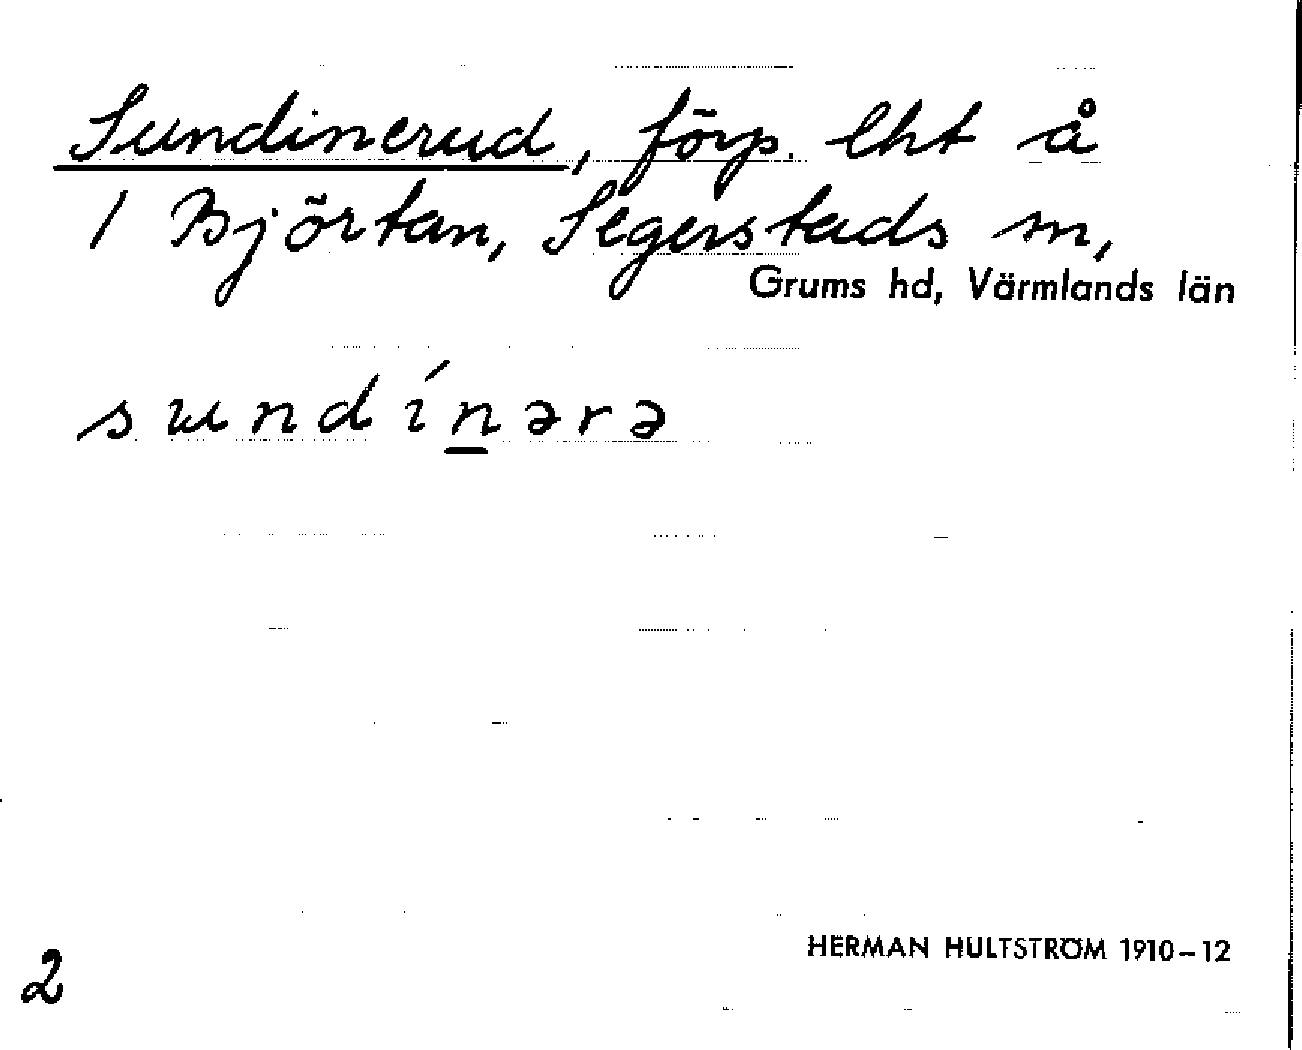 Sundinerud, förp. lht å
1 Björtan, Segerstads sn,
Grums hd, Värmlands län
sundínərə
HERMAN HULTSTRÖM 1910–12
2